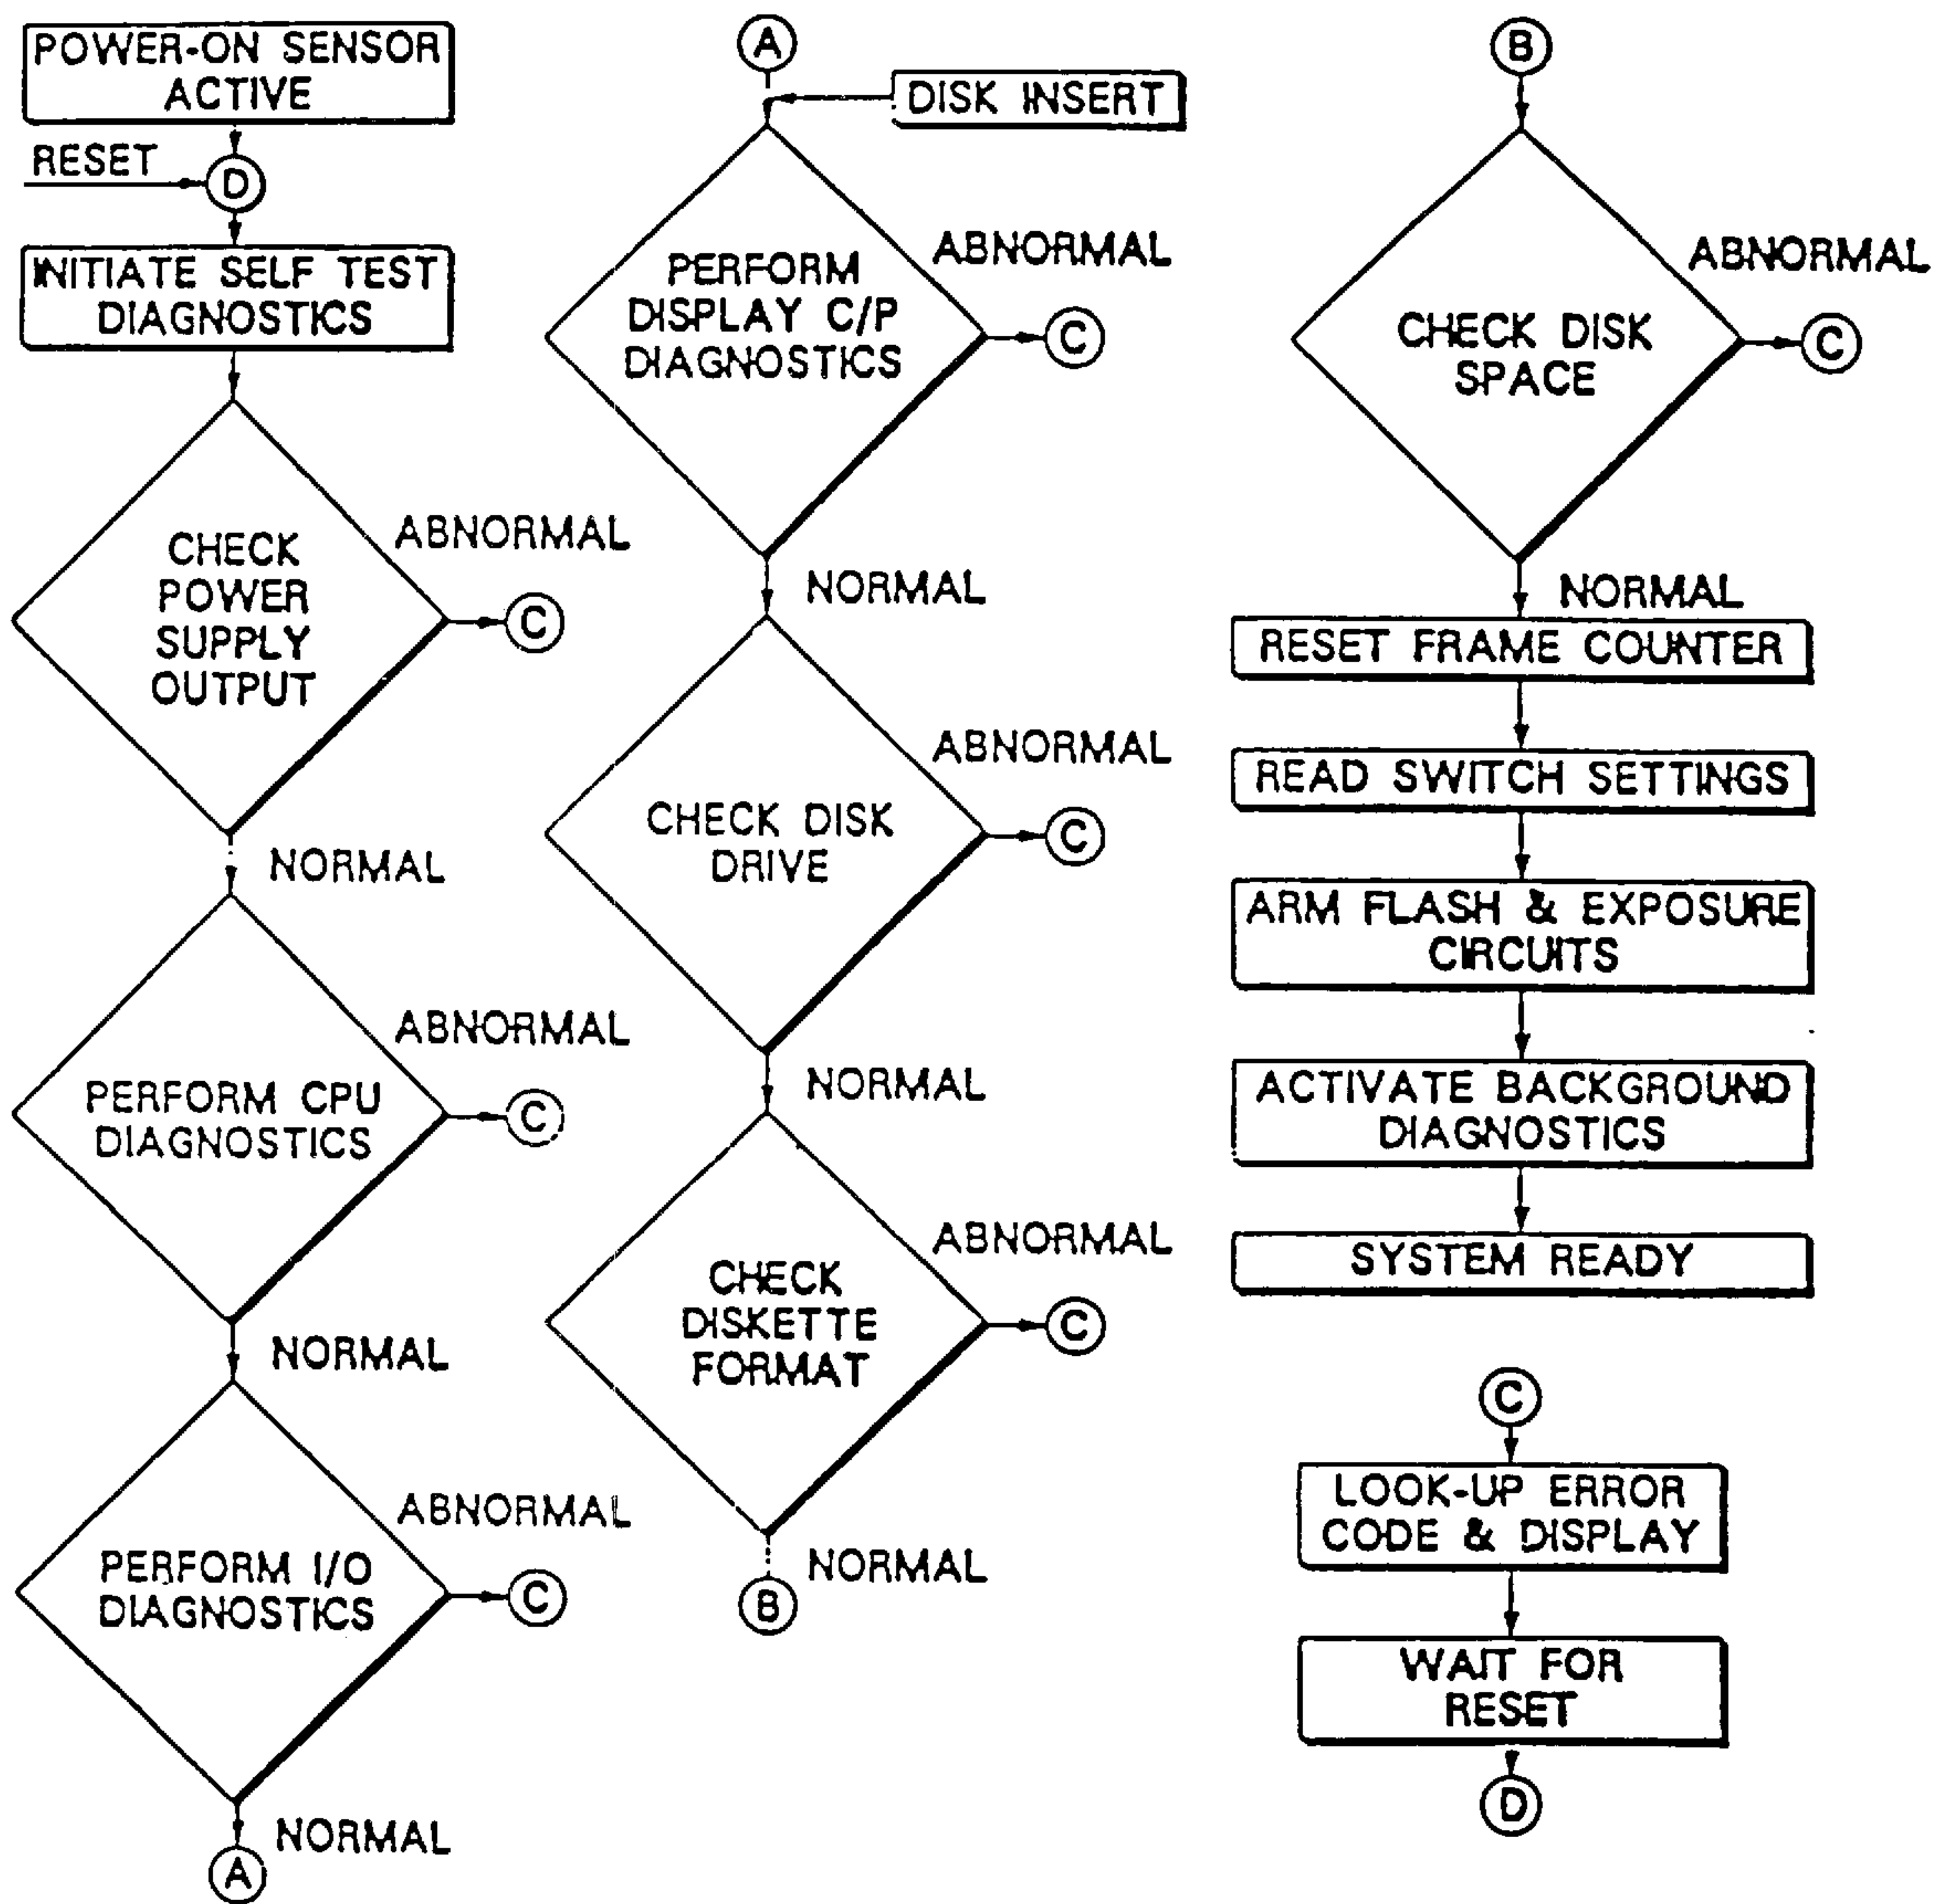 POWER-ON SENSOR
ACTIVE
RESET
D
INITIATE SELF TEST
DIAGNOSTICS
CHECK
POWER
SUPPLY
OUTPUT
ABNORMAL
C
NORMAL
PERFORM CPU
DIAGNOSTICS
ABNORMAL
C
NORMAL
PERFORM I/O
DIAGNOSTICS
ABNORMAL
C
NORMAL
A
A
DISK INSERT
PERFORM
DISPLAY C/P
DIAGNOSTICS
ABNORMAL
C
NORMAL
CHECK DISK
DRIVE
ABNORMAL
C
NORMAL
CHECK
DISKETTE
FORMAT
ABNORMAL
C
NORMAL
B
B
CHECK DISK
SPACE
ABNORMAL
C
NORMAL
RESET FRAME COUNTER
READ SWITCH SETTINGS
ARM FLASH & EXPOSURE
CIRCUITS
ACTIVATE BACKGROUND
DIAGNOSTICS
SYSTEM READY
C
LOOK-UP ERROR
CODE & DISPLAY
WAIT FOR
RESET
D